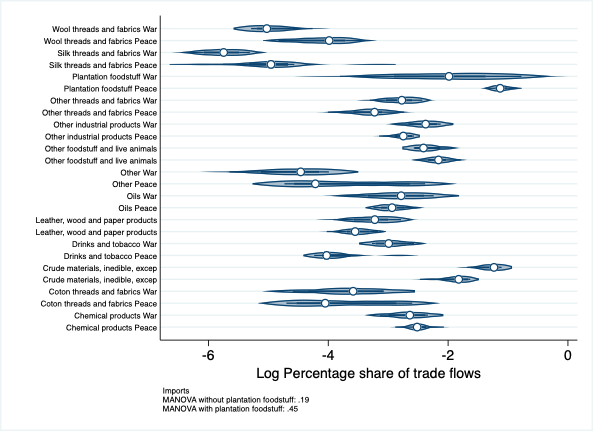 Wool threads and fabrics War
Wool threads and fabrics Peace
Silk threads and fabrics War
Silk threads and fabrics Peace
Plantation foodstuff War
Plantation foodstuff Peace
Other threads and fabrics War
Other threads and fabrics Peace
Other industrial products War
Other industrial products Peace
Other foodstuff and live animals
Other foodstuff and live animals
Other War
Other Peace
Oils War
Oils Peace
Leather, wood and paper products
Leather, wood and paper products
Drinks and tobacco War
Drinks and tobacco Peace
Crude materials, inedible, excep
Crude materials, inedible, excep
Coton threads and fabrics War
Coton threads and fabrics Peace
Chemical products War
Chemical products Peace
-6 -4 -2 0
Log Percentage share of trade flows
Imports
MANOVA without plantation foodstuff: .19
MANOVA with plantation foodstuff: .45